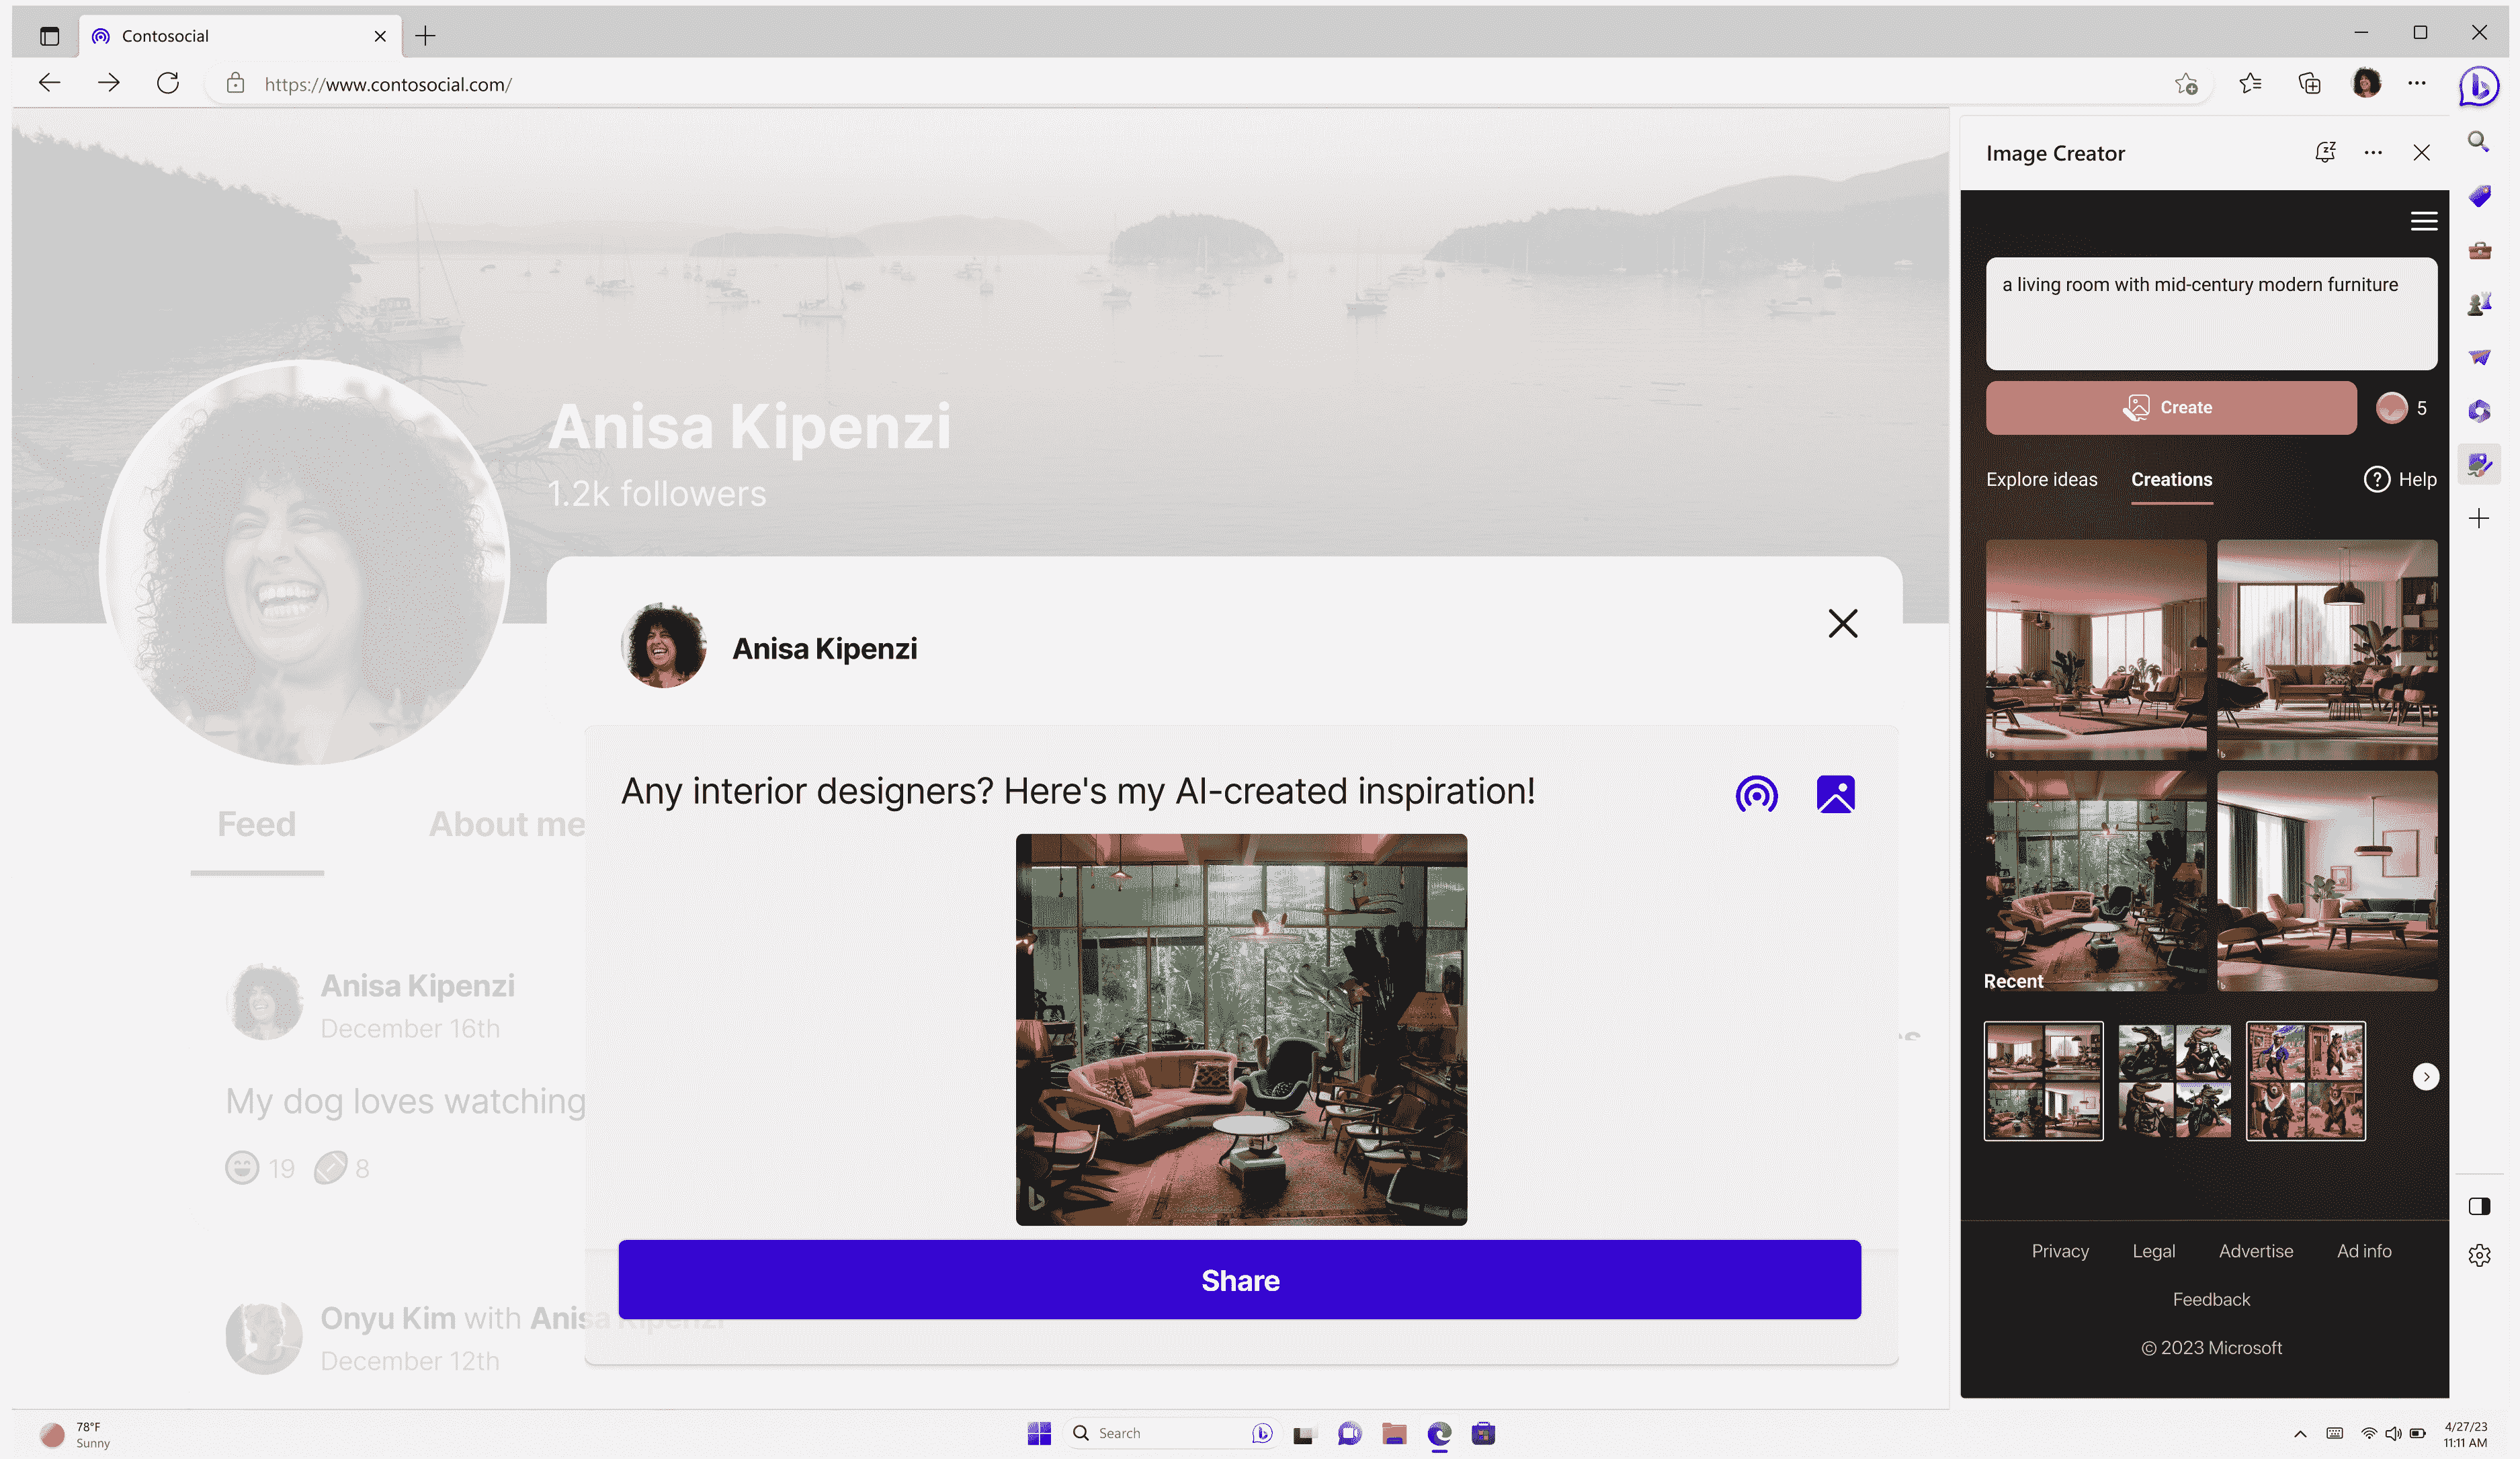 Contosocial
https://www.contosocial.com/
Anisa Kipenzi
1.2k followers
Anisa Kipenzi
Any interior designers? Here's my AI-created inspiration!
Share
Feed
About me
Anisa Kipenzi
December 16th
My dog loves watching
19
8
Onyu Kim with Anisa Kipenzi
December 12th
Image Creator
a living room with mid-century modern furniture
Create
5
Explore ideas
Creations
Help
Recent
Privacy
Legal
Advertise
Ad info
Feedback
© 2023 Microsoft
78°F
Sunny
Search
4/27/23
11:11 AM